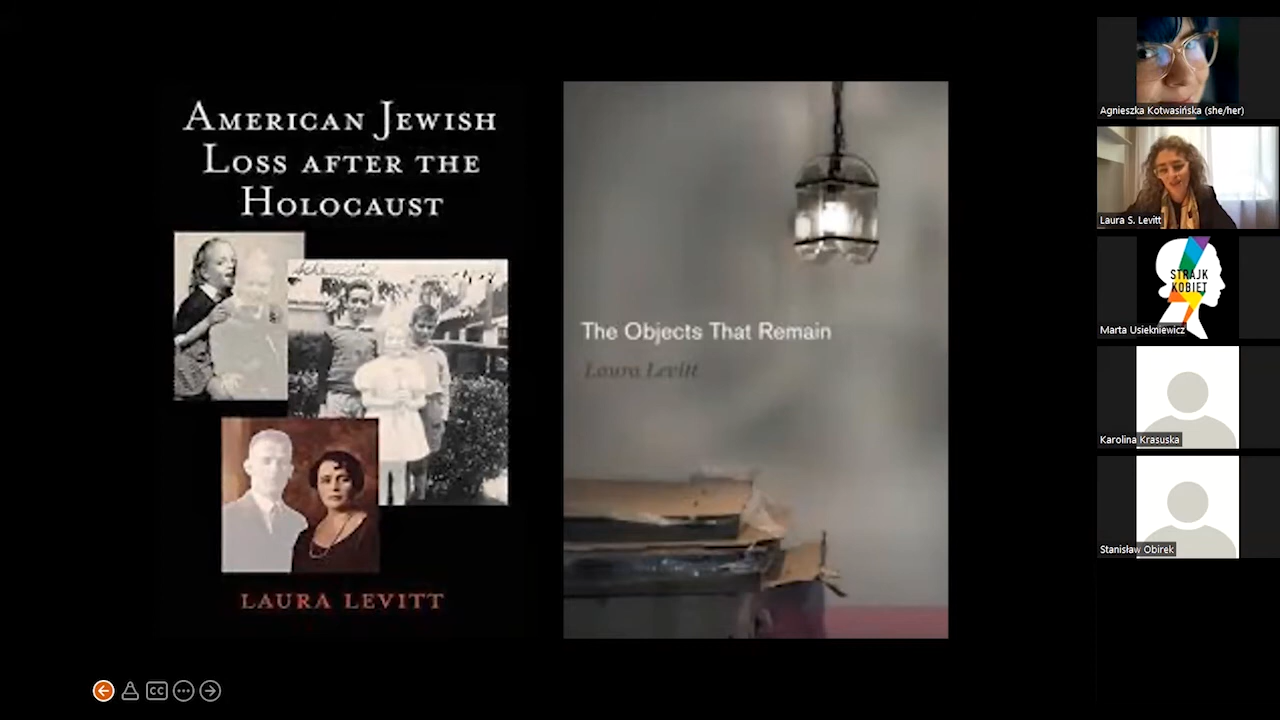 AMERICAN JEWISH
LOSS AFTER THE
HOLOCAUST
LAURA LEVITT
The Objects That Remain
Laura Levitt
CC
Agnieszka Kotwasińska (she/her)
Laura S. Levitt
STRAJK
KOBIET
Marta Usiekniewicz
Karolina Krasuska
Stanisław Obirek